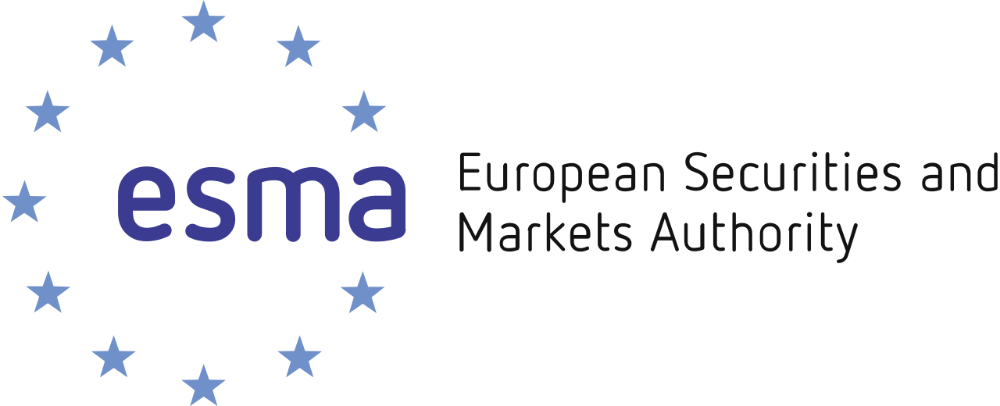 esma
European Securities and
Markets Authority